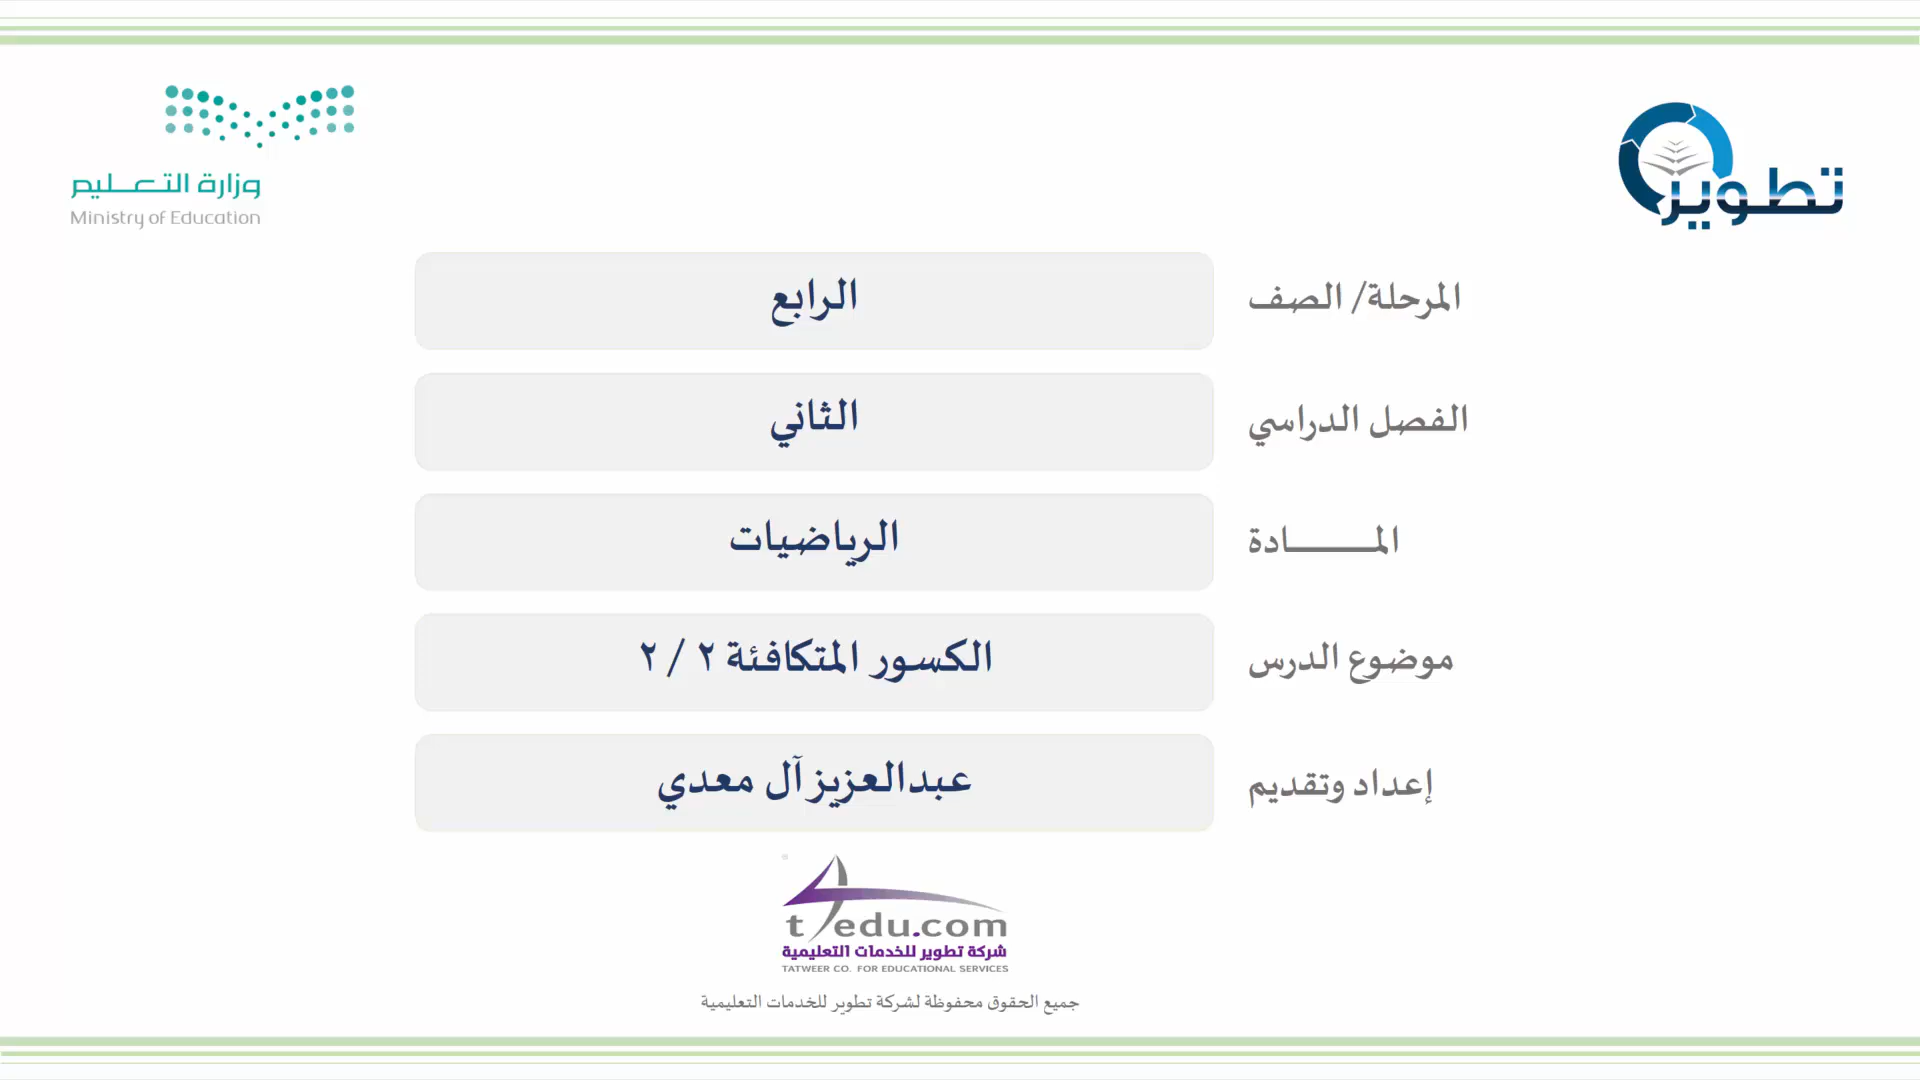 تطوير
وزارة التعليم
Ministry of Education
المرحلة/ الصف
الرابع
الفصل الدراسي
الثاني
المـــــــادة
الرياضيات
موضوع الدرس
الكسور المتكافئة ٢ / ٢
إعداد وتقديم
عبدالعزيز آل معدي
t4edu.com
شركة تطوير للخدمات التعليمية
TATWEER CO. FOR EDUCATIONAL SERVICES
جميع الحقوق محفوظة لشركة تطوير للخدمات التعليمية